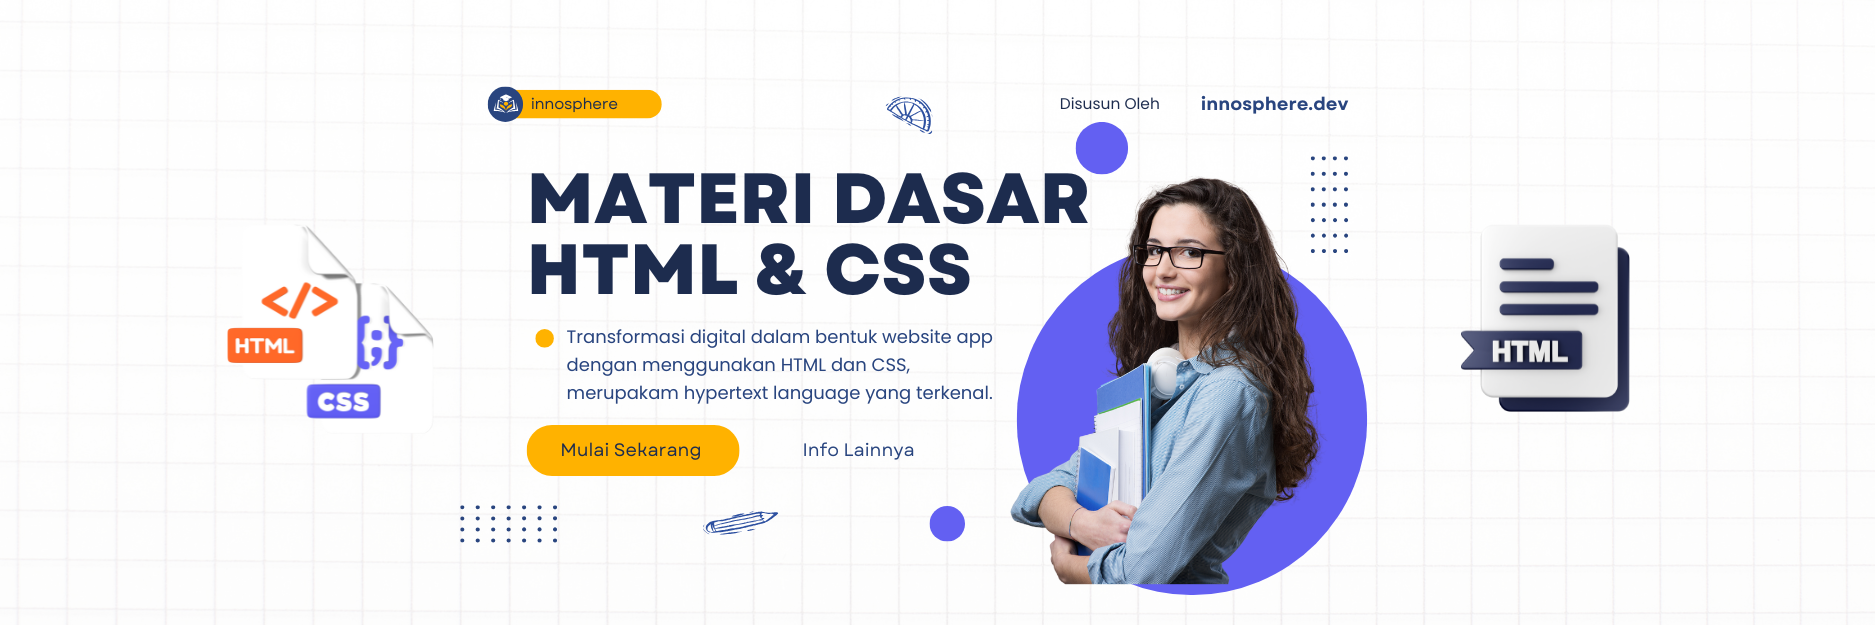 innosphere
Disusun Oleh
innosphere.dev
MATERI DASAR
HTML & CSS
Transformasi digital dalam bentuk website app
dengan menggunakan HTML dan CSS,
merupakam hypertext language yang terkenal.
Mulai Sekarang
Info Lainnya
</>
HTML
{;}
CSS
HTML